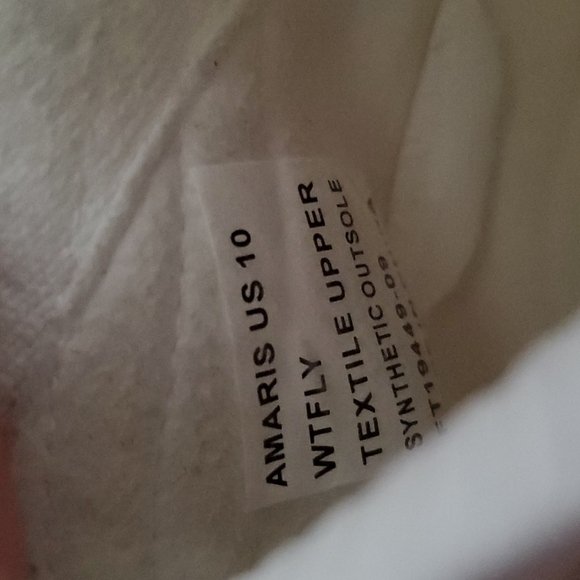 AMARIS US 10
WTFLY
TEXTILE UPPER
SYNTHETIC OUTSOLE